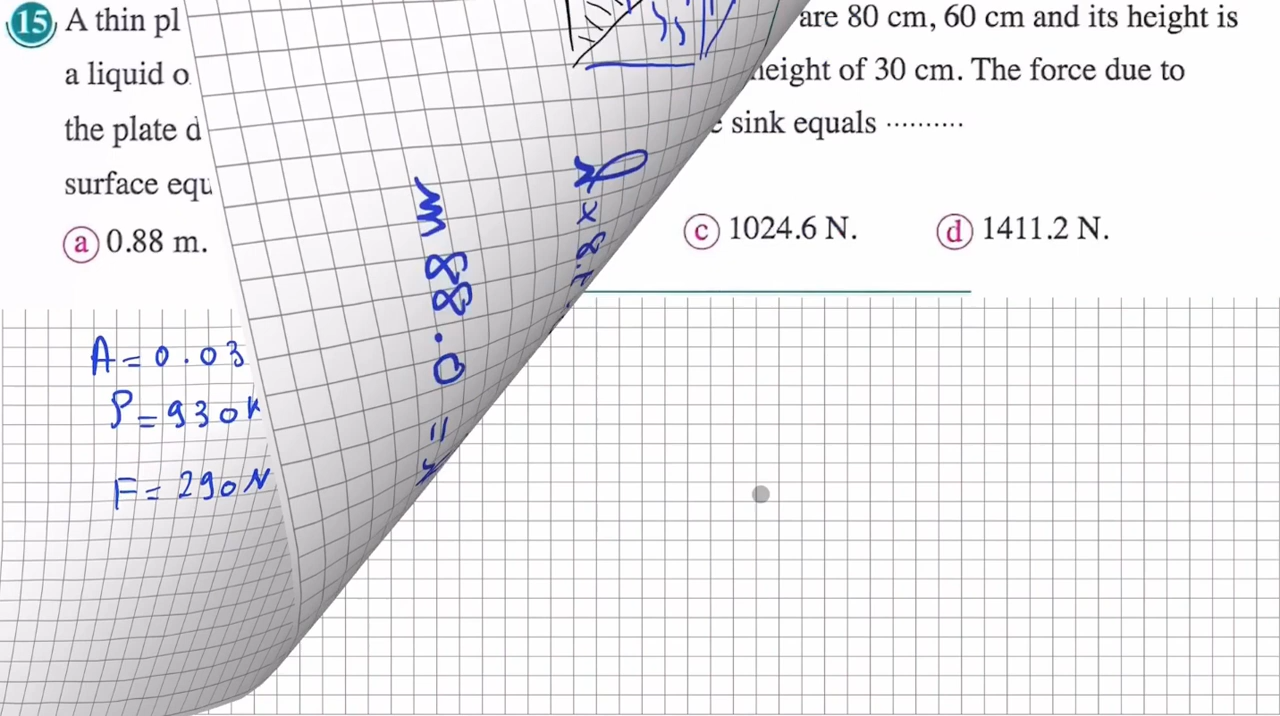 15 A thin pl
are 80 cm, 60 cm and its height is
a liquid o
height of 30 cm. The force due to
the plate d
sink equals ..........
surface equ
a 0.88 m.
c 1024.6 N.
d 1411.2 N.
A = 0.03
ρ = 930 k
F = 290 N
= 0.88 m